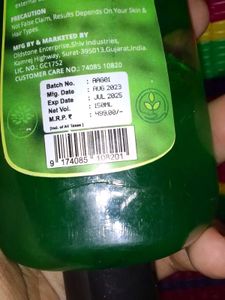 external
PRECAUTION
Not False Claim, Results Depends On Your Skin &
Hair Types.
MFG BY & MARKETED BY
Oldstone Enterprise,Shiv Industries,
Kamrej Highway, Surat-395013,Gujarat,India.
LIC. NO.: GC1752
CUSTOMER CARE NO.: 74085 10820
Batch No. : AAG01
Mfg. Date : AUG 2023
Exp Date : JUL 2025
Net Vol. : 150ML
M.R.P. ₹ : 499.00/-
(Incl. of All Taxes)
9 174085 108201